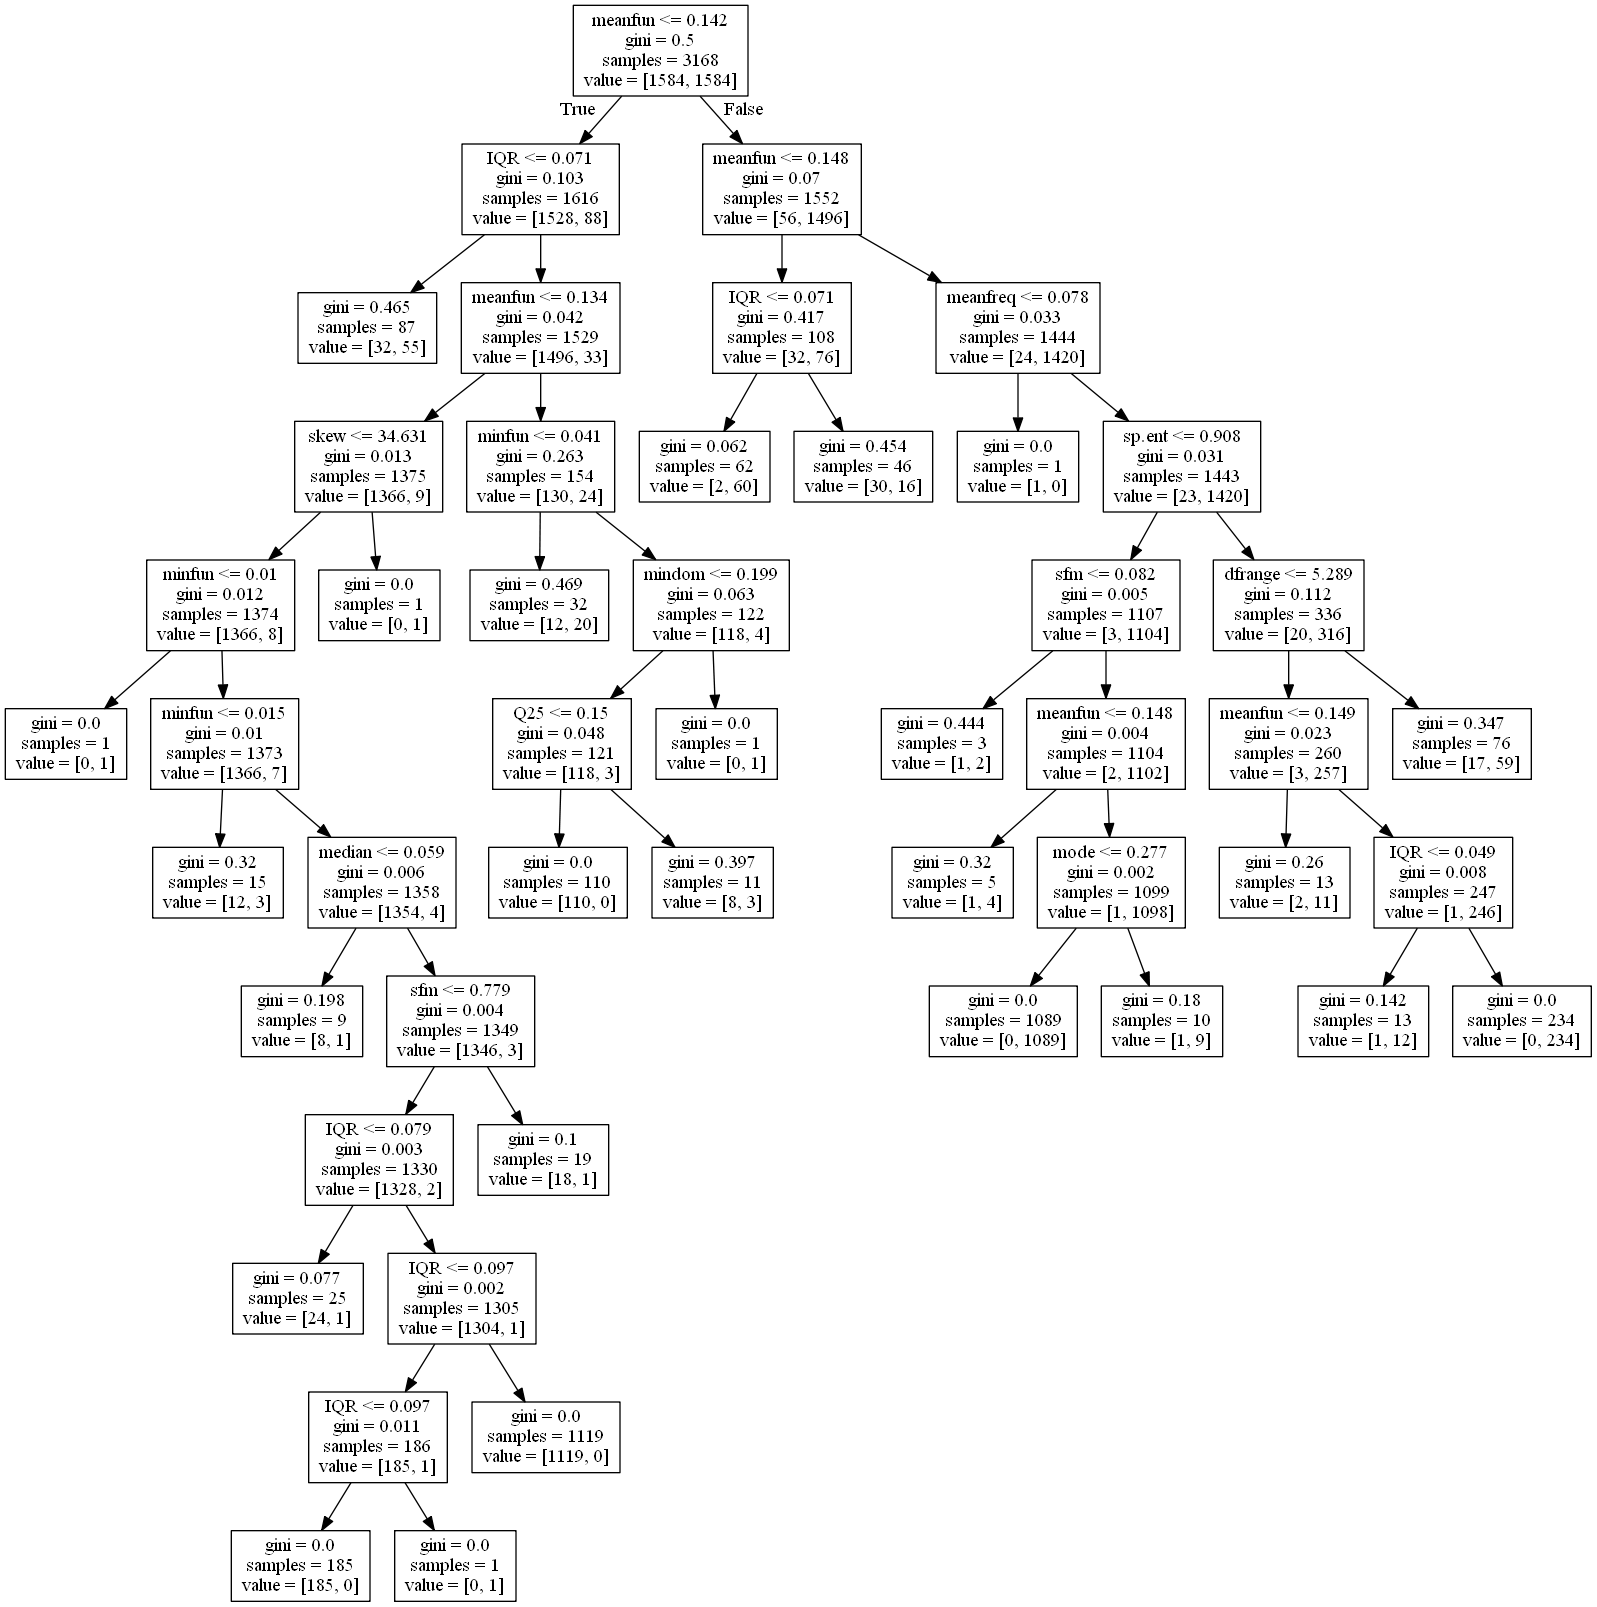 meanfun <= 0.142
gini = 0.5
samples = 3168
value = [1584, 1584]
True
False
IQR <= 0.071
gini = 0.103
samples = 1616
value = [1528, 88]
meanfun <= 0.148
gini = 0.07
samples = 1552
value = [56, 1496]
gini = 0.465
samples = 87
value = [32, 55]
meanfun <= 0.134
gini = 0.042
samples = 1529
value = [1496, 33]
IQR <= 0.071
gini = 0.417
samples = 108
value = [32, 76]
meanfreq <= 0.078
gini = 0.033
samples = 1444
value = [24, 1420]
skew <= 34.631
gini = 0.013
samples = 1375
value = [1366, 9]
minfun <= 0.041
gini = 0.263
samples = 154
value = [130, 24]
gini = 0.062
samples = 62
value = [2, 60]
gini = 0.454
samples = 46
value = [30, 16]
gini = 0.0
samples = 1
value = [1, 0]
sp.ent <= 0.908
gini = 0.031
samples = 1443
value = [23, 1420]
minfun <= 0.01
gini = 0.012
samples = 1374
value = [1366, 8]
gini = 0.0
samples = 1
value = [0, 1]
gini = 0.469
samples = 32
value = [12, 20]
mindom <= 0.199
gini = 0.063
samples = 122
value = [118, 4]
sfm <= 0.082
gini = 0.005
samples = 1107
value = [3, 1104]
dfrange <= 5.289
gini = 0.112
samples = 336
value = [20, 316]
gini = 0.0
samples = 1
value = [0, 1]
minfun <= 0.015
gini = 0.01
samples = 1373
value = [1366, 7]
Q25 <= 0.15
gini = 0.048
samples = 121
value = [118, 3]
gini = 0.0
samples = 1
value = [0, 1]
gini = 0.444
samples = 3
value = [1, 2]
meanfun <= 0.148
gini = 0.004
samples = 1104
value = [2, 1102]
meanfun <= 0.149
gini = 0.023
samples = 260
value = [3, 257]
gini = 0.347
samples = 76
value = [17, 59]
gini = 0.32
samples = 15
value = [12, 3]
median <= 0.059
gini = 0.006
samples = 1358
value = [1354, 4]
gini = 0.0
samples = 110
value = [110, 0]
gini = 0.397
samples = 11
value = [8, 3]
gini = 0.32
samples = 5
value = [1, 4]
mode <= 0.277
gini = 0.002
samples = 1099
value = [1, 1098]
gini = 0.26
samples = 13
value = [2, 11]
IQR <= 0.049
gini = 0.008
samples = 247
value = [1, 246]
gini = 0.198
samples = 9
value = [8, 1]
sfm <= 0.779
gini = 0.004
samples = 1349
value = [1346, 3]
gini = 0.0
samples = 1089
value = [0, 1089]
gini = 0.18
samples = 10
value = [1, 9]
gini = 0.142
samples = 13
value = [1, 12]
gini = 0.0
samples = 234
value = [0, 234]
IQR <= 0.079
gini = 0.003
samples = 1330
value = [1328, 2]
gini = 0.1
samples = 19
value = [18, 1]
gini = 0.077
samples = 25
value = [24, 1]
IQR <= 0.097
gini = 0.002
samples = 1305
value = [1304, 1]
IQR <= 0.097
gini = 0.011
samples = 186
value = [185, 1]
gini = 0.0
samples = 1119
value = [1119, 0]
gini = 0.0
samples = 185
value = [185, 0]
gini = 0.0
samples = 1
value = [0, 1]